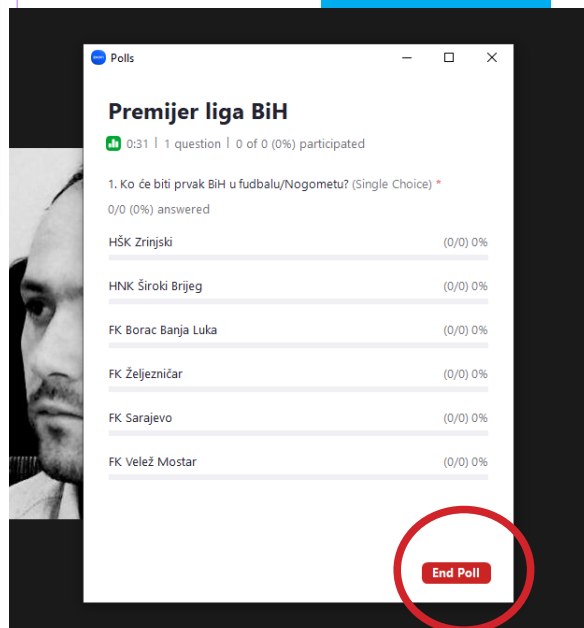 Polls
Premijer liga BiH
0:31 | 1 question | 0 of 0 (0%) participated
1. Ko će biti prvak BiH u fudbalu/Nogometu? (Single Choice) *
0/0 (0%) answered
HŠK Zrinjski (0/0) 0%
HNK Široki Brijeg (0/0) 0%
FK Borac Banja Luka (0/0) 0%
FK Željezničar (0/0) 0%
FK Sarajevo (0/0) 0%
FK Velež Mostar (0/0) 0%
End Poll